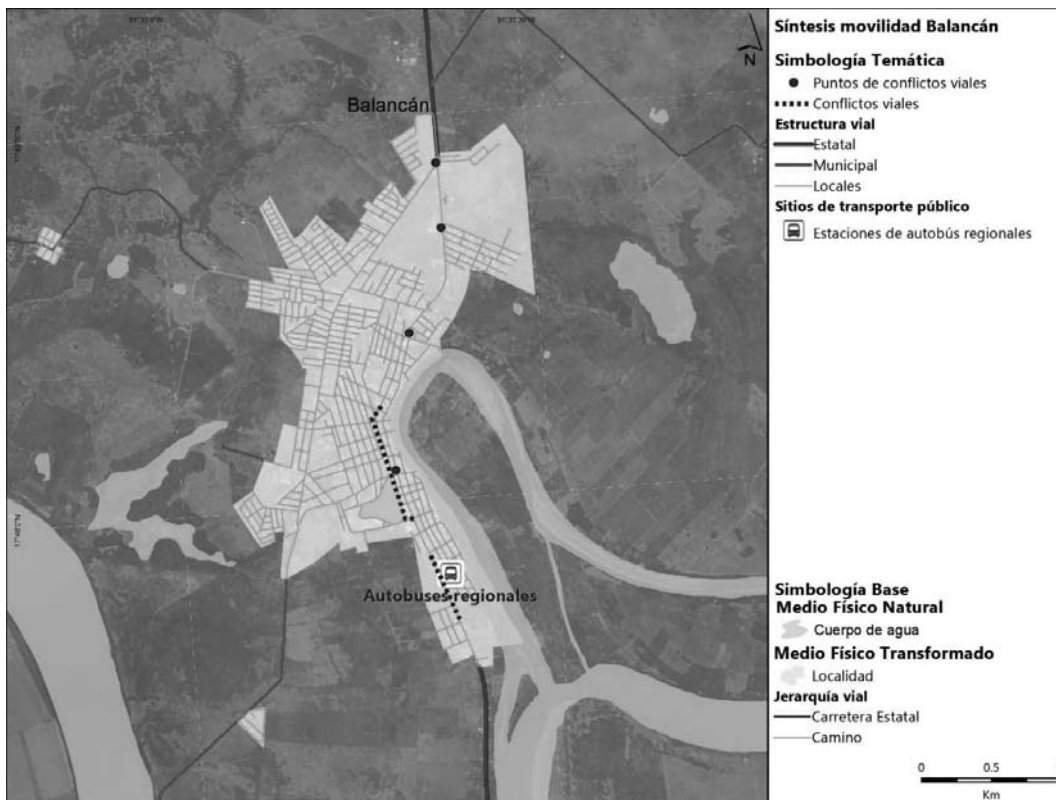 Balancán
Autobuses regionales
N
Síntesis movilidad Balancán
Simbología Temática
Puntos de conflictos viales
Conflictos viales
Estructura vial
Estatal
Municipal
Locales
Sitios de transporte público
Estaciones de autobús regionales
Simbología Base
Medio Físico Natural
Cuerpo de agua
Medio Físico Transformado
Localidad
Jerarquía vial
Carretera Estatal
Camino
0 0.5
Km